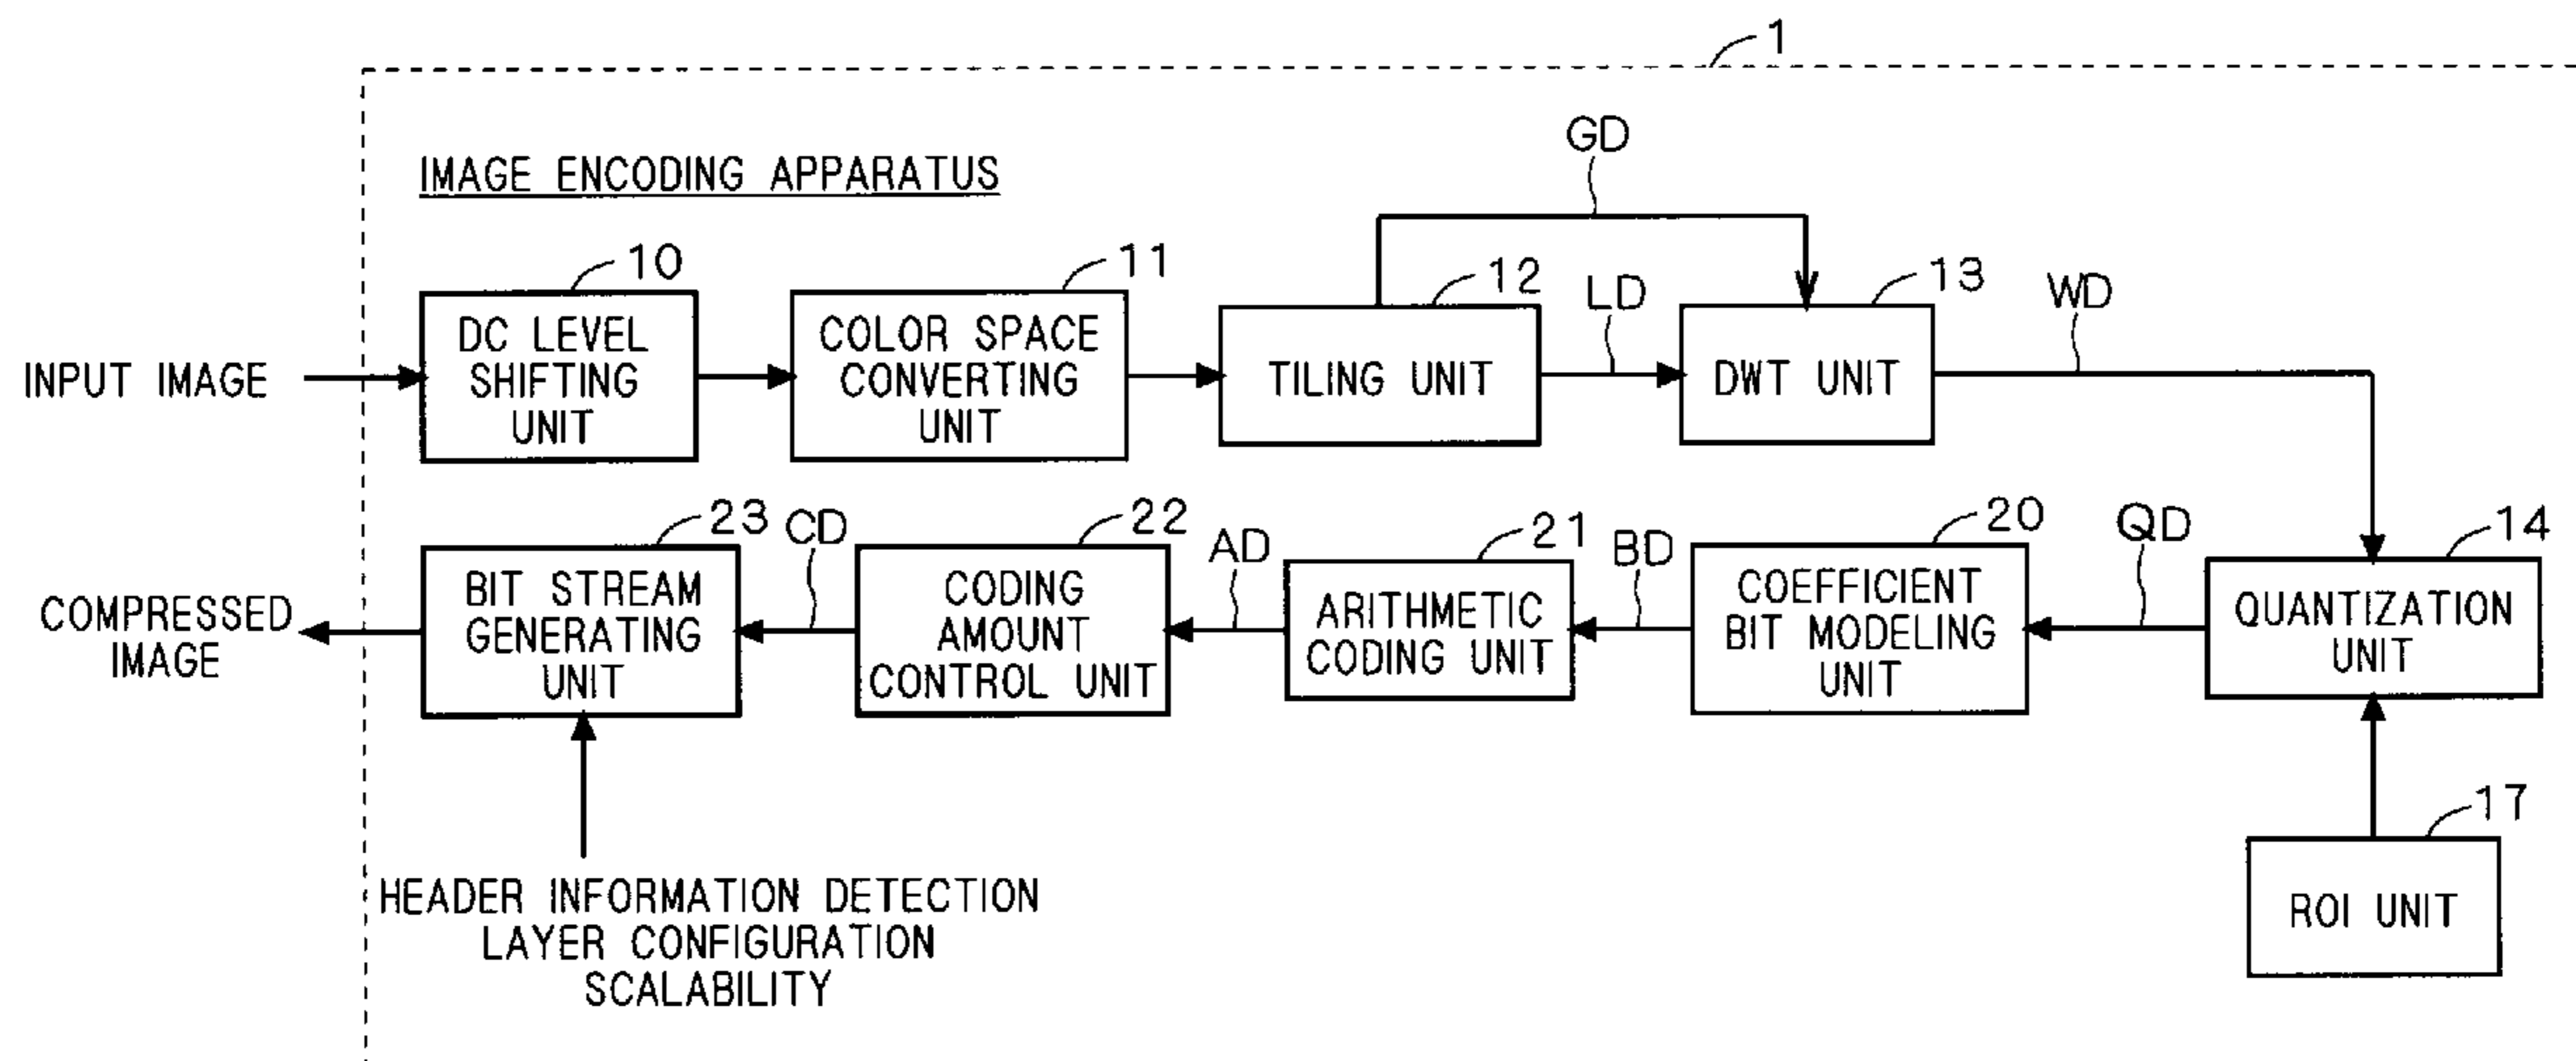 1
IMAGE ENCODING APPARATUS
GD
10
11
12
LD
13
WD
INPUT IMAGE
DC LEVEL
SHIFTING
UNIT
COLOR SPACE
CONVERTING
UNIT
TILING UNIT
DWT UNIT
23
CD
22
AD
21
BD
20
QD
14
COMPRESSED
IMAGE
BIT STREAM
GENERATING
UNIT
CODING
AMOUNT
CONTROL UNIT
ARITHMETIC
CODING UNIT
COEFFICIENT
BIT MODELING
UNIT
QUANTIZATION
UNIT
17
ROI UNIT
HEADER INFORMATION DETECTION
LAYER CONFIGURATION
SCALABILITY